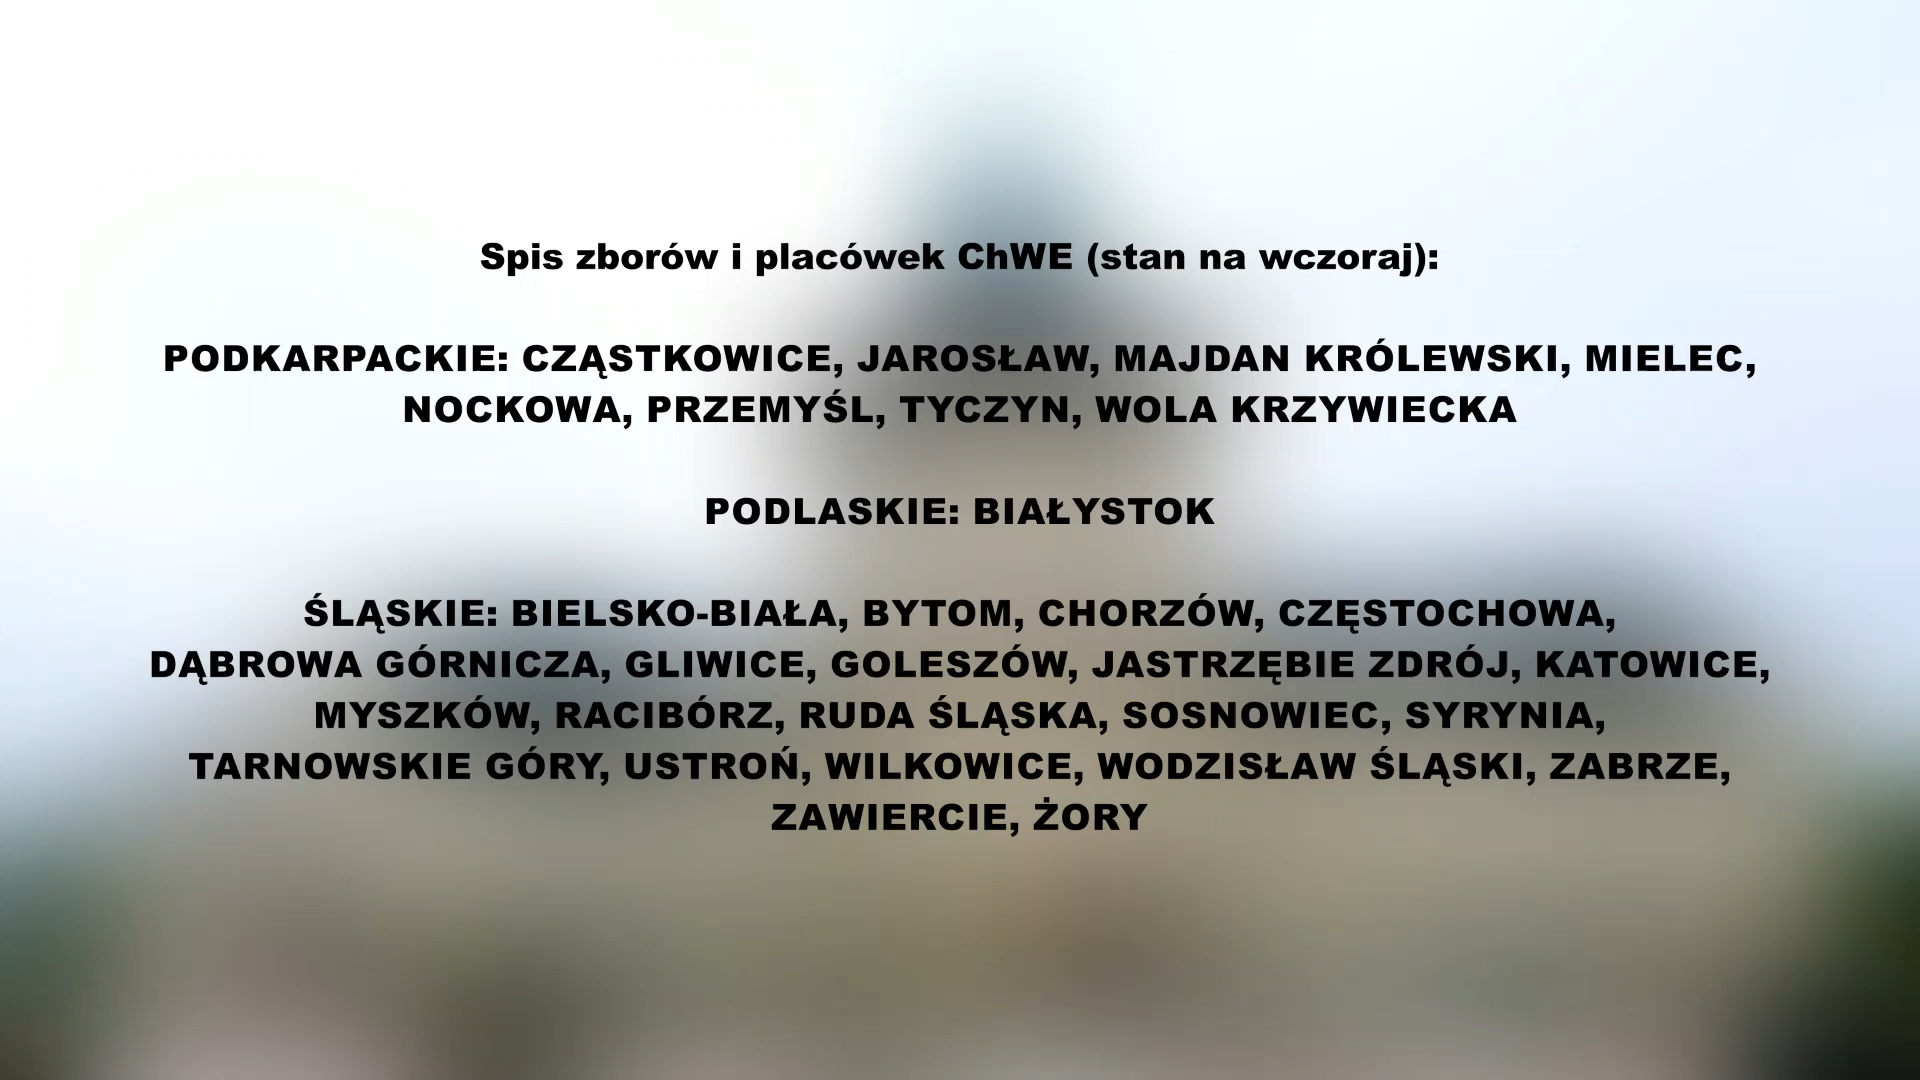 Spis zborów i placówek ChWE (stan na wczoraj):
PODKARPACKIE: CZĄSTKOWICE, JAROSŁAW, MAJDAN KRÓLEWSKI, MIELEC,
NOCKOWA, PRZEMYŚL, TYCZYN, WOLA KRZYWIECKA
PODLASKIE: BIAŁYSTOK
ŚLĄSKIE: BIELSKO-BIAŁA, BYTOM, CHORZÓW, CZĘSTOCHOWA,
DĄBROWA GÓRNICZA, GLIWICE, GOLESZÓW, JASTRZĘBIE ZDRÓJ, KATOWICE,
MYSZKÓW, RACIBÓRZ, RUDA ŚLĄSKA, SOSNOWIEC, SYRYNIA,
TARNOWSKIE GÓRY, USTROŃ, WILKOWICE, WODZISŁAW ŚLĄSKI, ZABRZE,
ZAWIERCIE, ŻORY